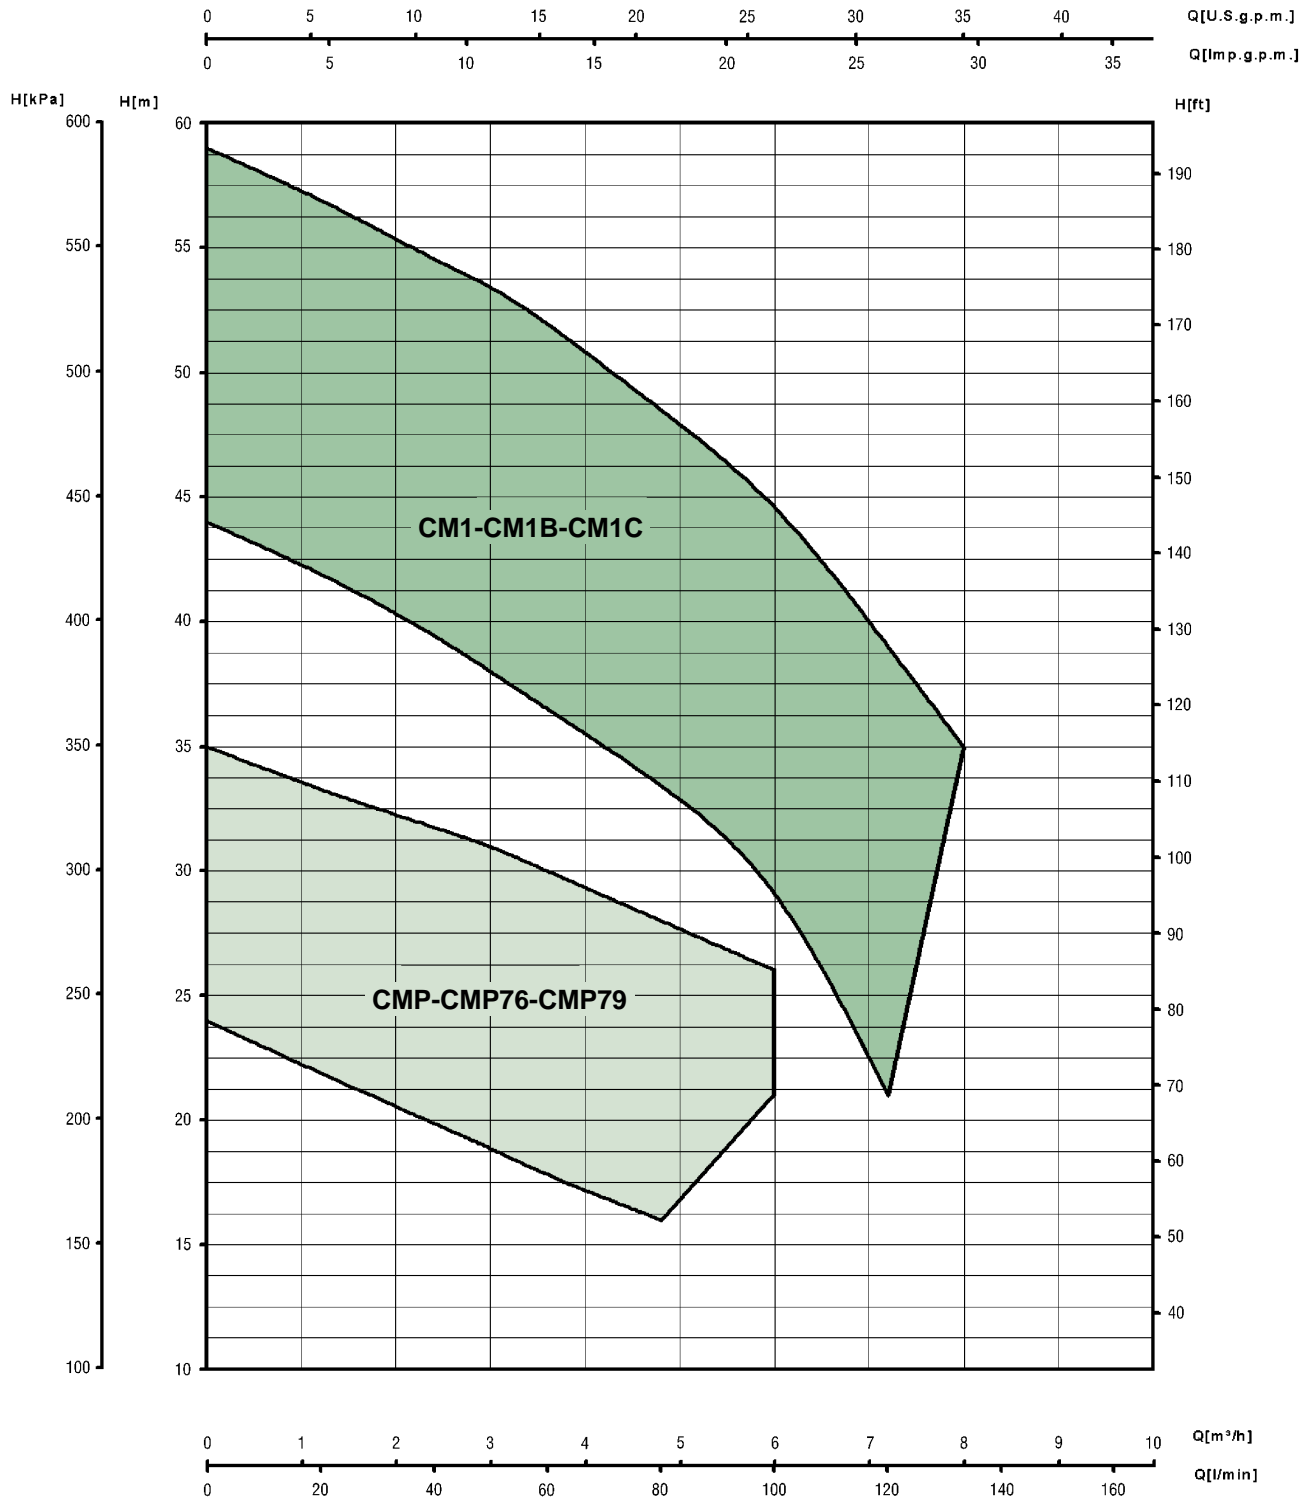 0 5 10 15 20 25 30 35 40 Q[U.S.g.p.m.]
0 5 10 15 20 25 30 35 Q[Imp.g.p.m.]
H[kPa] H[m] H[ft]
600 60
190
550 55 180
170
500 50
160
150
450 45
CM1-CM1B-CM1C
140
400 40 130
120
350 35
110
300 30 100
90
250 25 CMP-CMP76-CMP79 80
70
200 20
60
150 15 50
40
100 10
0 1 2 3 4 5 6 7 8 9 10 Q[m³/h]
0 20 40 60 80 100 120 140 160 Q[l/min]